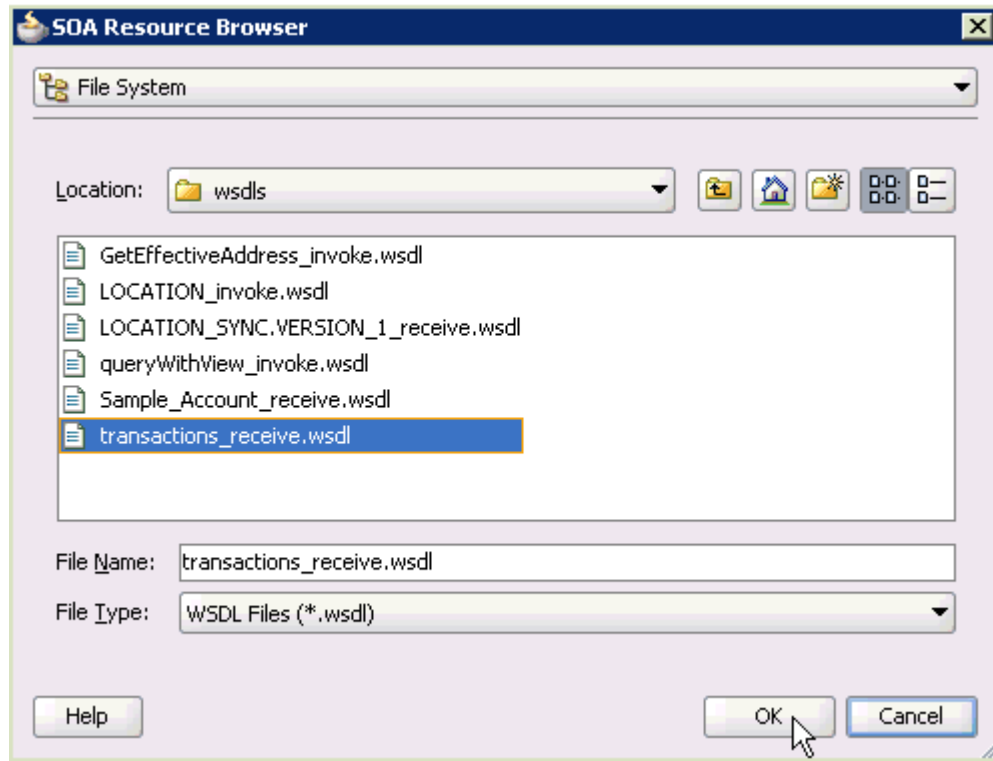 SOA Resource Browser
File System
Location: wsdls
GetEffectiveAddress_invoke.wsdl
LOCATION_invoke.wsdl
LOCATION_SYNC.VERSION_1_receive.wsdl
queryWithView_invoke.wsdl
Sample_Account_receive.wsdl
transactions_receive.wsdl
File Name: transactions_receive.wsdl
File Type: WSDL Files (*.wsdl)
Help OK Cancel